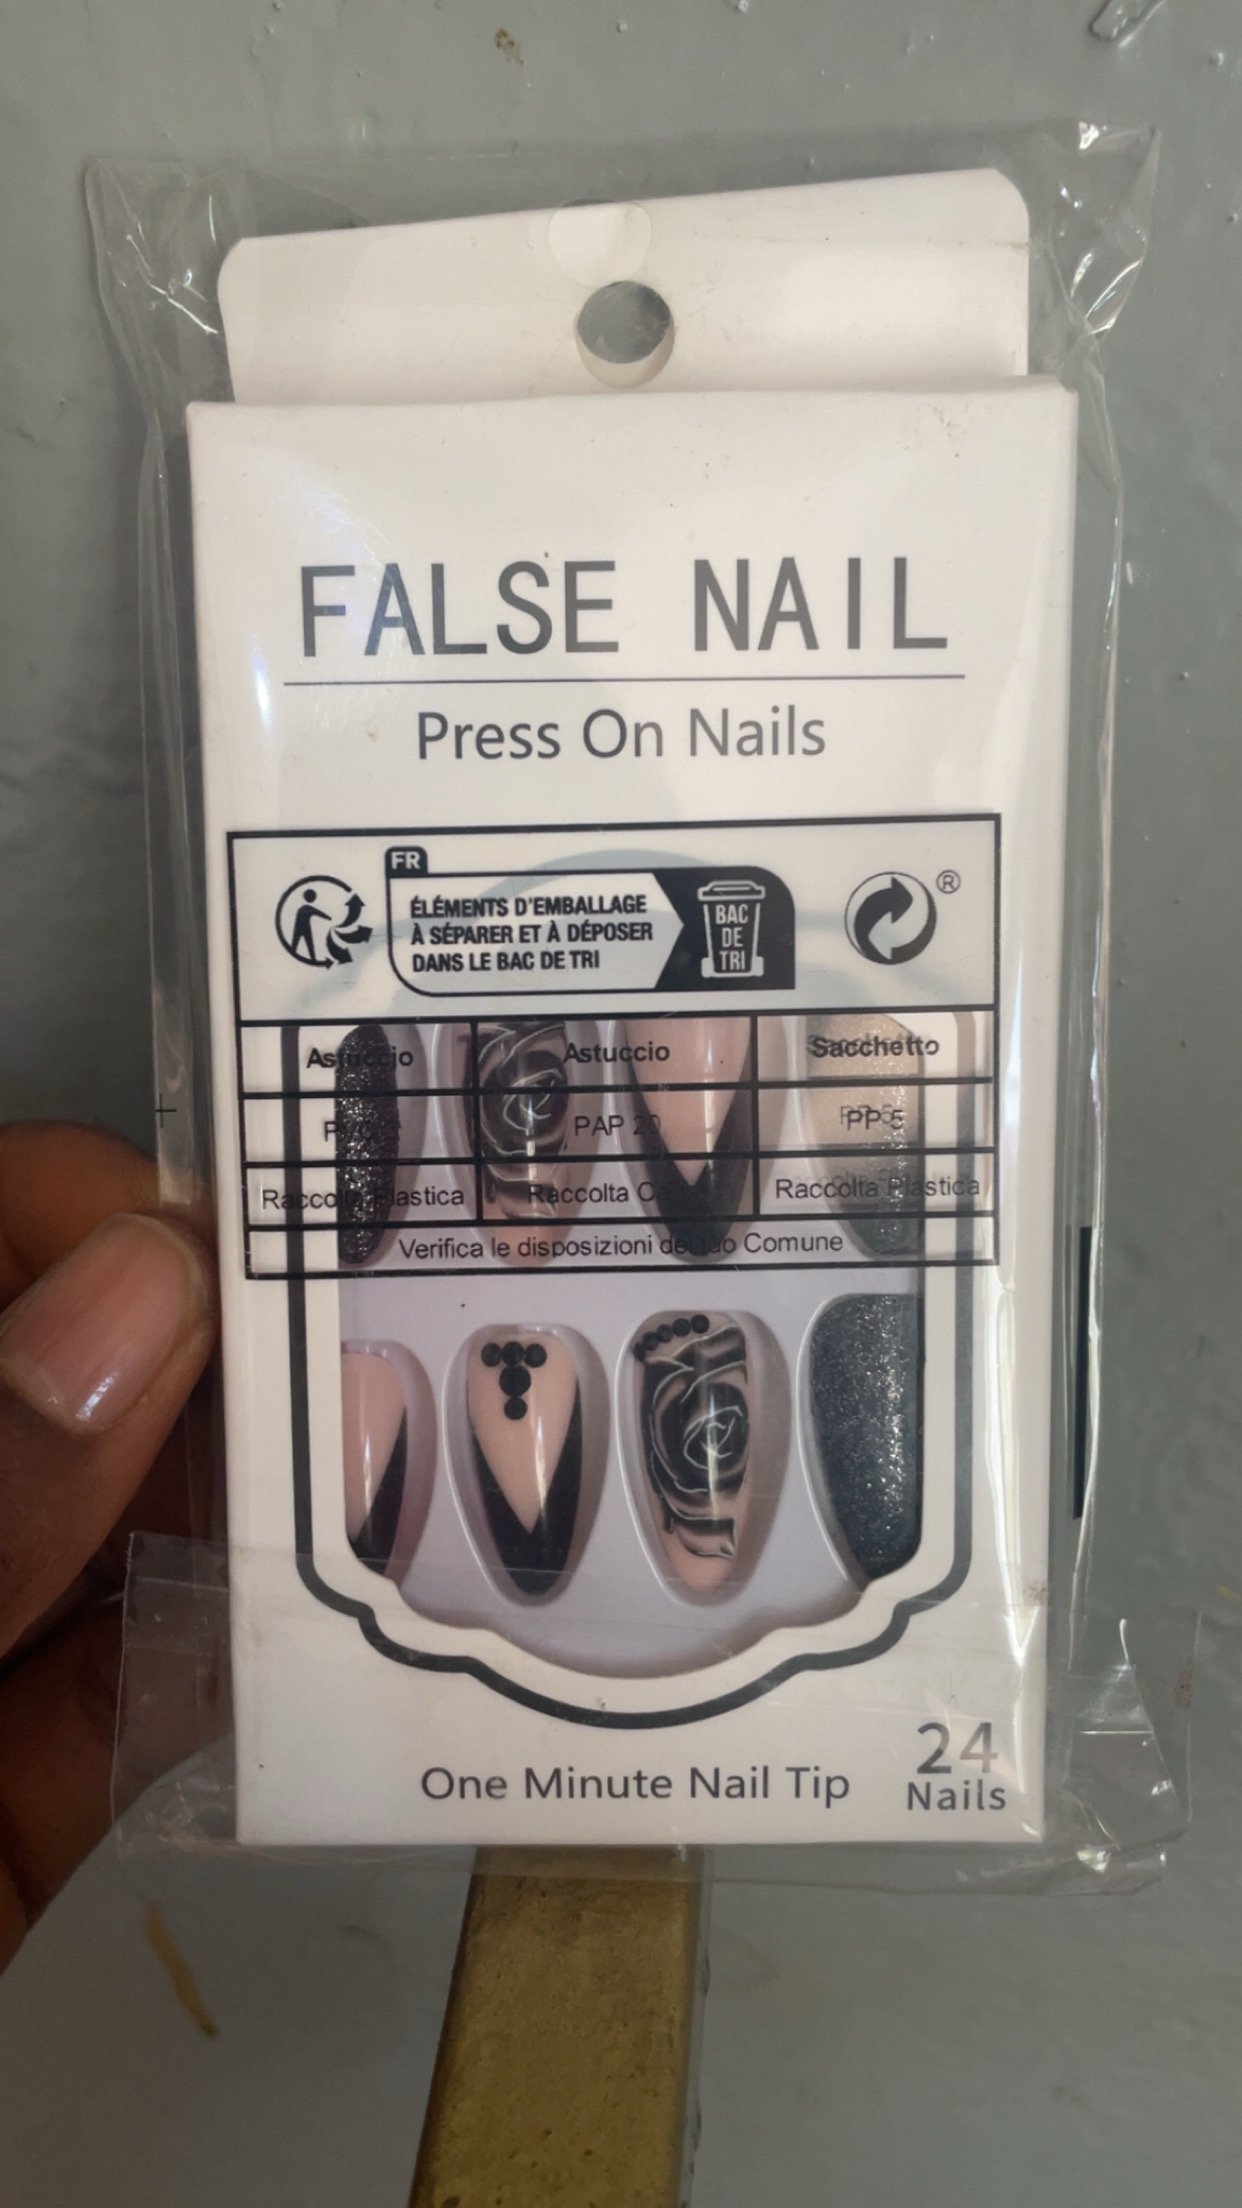 FALSE NAIL
Press On Nails
FR
ÉLÉMENTS D'EMBALLAGE
À SÉPARER ET À DÉPOSER
DANS LE BAC DE TRI
BAC
DE
TRI
®
Astuccio Astuccio Sacchetto
PAP PP 5
Raccolta Plastica Raccolta Raccolta Plastica
Verifica le disposizioni del tuo Comune
24
Nails
One Minute Nail Tip